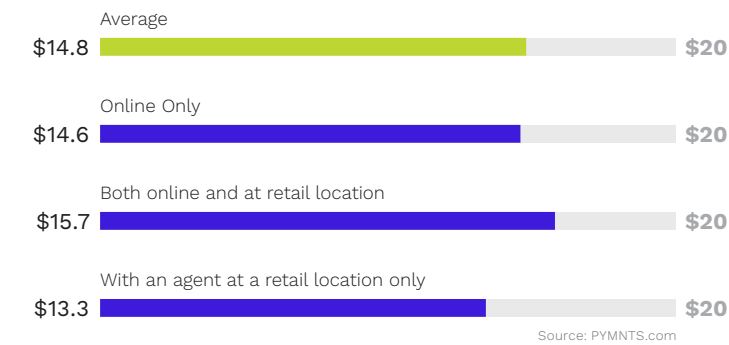 Average
$14.8 $20
Online Only
$14.6 $20
Both online and at retail location
$15.7 $20
With an agent at a retail location only
$13.3 $20
Source: PYMNTS.com